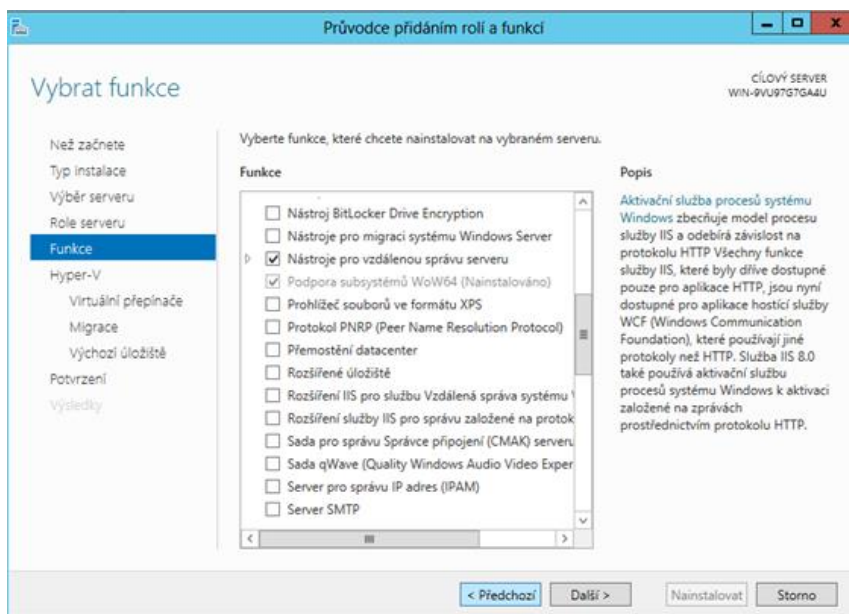 Průvodce přidáním rolí a funkcí
Vybrat funkce
CÍLOVÝ SERVER
WIN-9VU97G7GA4U
Než začnete
Typ instalace
Výběr serveru
Role serveru
Funkce
Hyper-V
Virtuální přepínače
Migrace
Výchozí úložiště
Potvrzení
Výsledky
Vyberte funkce, které chcete nainstalovat na vybraném serveru.
Funkce
Nástroj BitLocker Drive Encryption
Nástroje pro migraci systému Windows Server
Nástroje pro vzdálenou správu serveru
Podpora subsystémů WoW64 (Nainstalováno)
Prohlížeč souborů ve formátu XPS
Protokol PNRP (Peer Name Resolution Protocol)
Přemostění datacenter
Rozšířené úložiště
Rozšíření IIS pro službu Vzdálená správa systému
Rozšíření služby IIS pro správu založené na protok
Sada pro správu Správce připojení (CMAK) serveru
Sada qWave (Quality Windows Audio Video Exper
Server pro správu IP adres (IPAM)
Server SMTP
Popis
Aktivační služba procesů systému
Windows zbecňuje model procesu
služby IIS a odebírá závislost na
protokolu HTTP Všechny funkce
služby IIS, které byly dříve dostupné
pouze pro aplikace HTTP, jsou nyní
dostupné pro aplikace hostící služby
WCF (Windows Communication
Foundation), které používají jiné
protokoly než HTTP. Služba IIS 8.0
také používá aktivační službu
procesů systému Windows k aktivaci
založené na zprávách
prostřednictvím protokolu HTTP.
< Předchozí
Další >
Nainstalovat
Storno